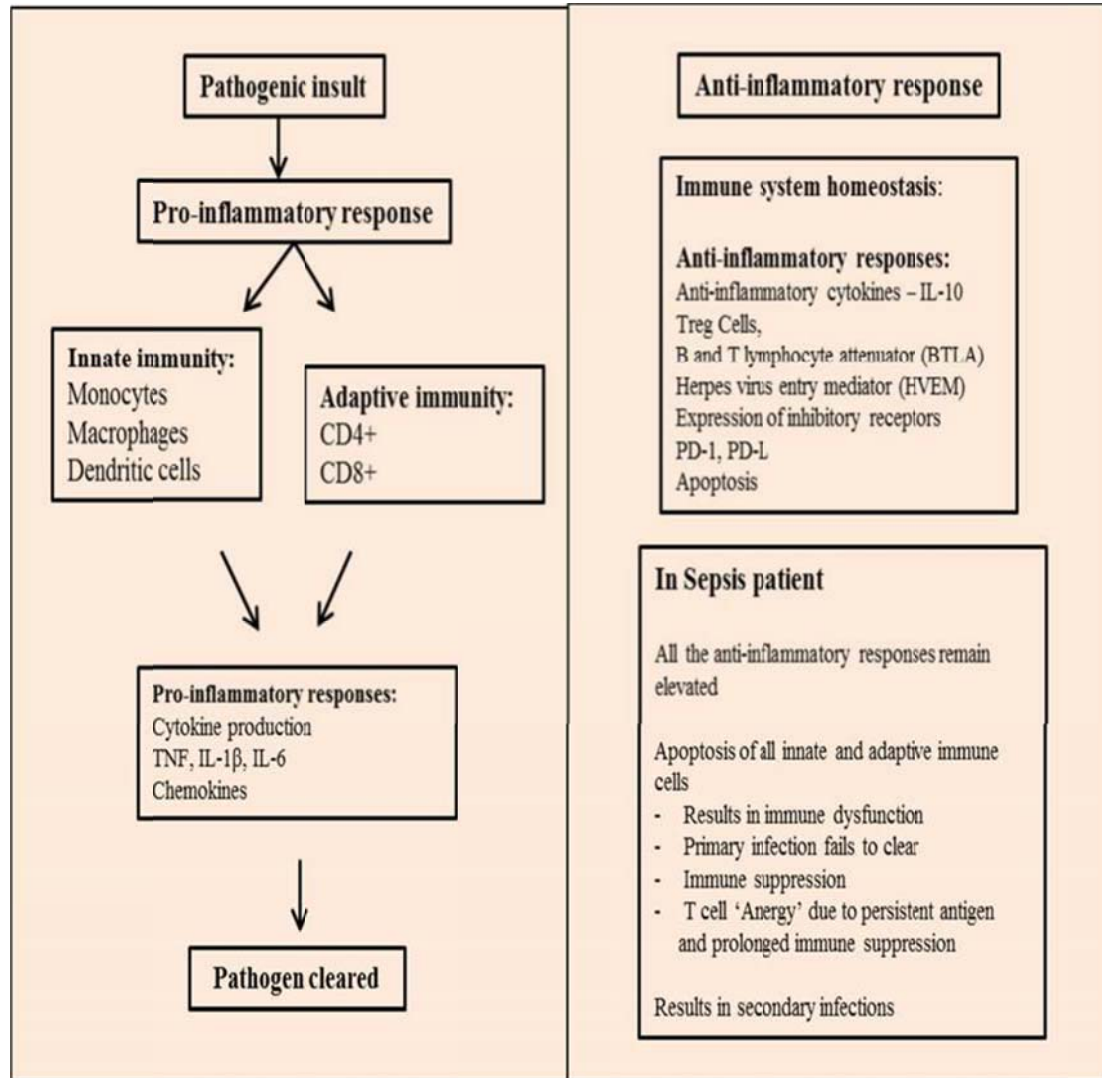 Pathogenic insult
Pro-inflammatory response
Innate immunity:
Monocytes
Macrophages
Dendritic cells
Adaptive immunity:
CD4+
CD8+
Pro-inflammatory responses:
Cytokine production
TNF, IL-1β, IL-6
Chemokines
Pathogen cleared
Anti-inflammatory response
Immune system homeostasis:
Anti-inflammatory responses:
Anti-inflammatory cytokines – IL-10
Treg Cells,
B and T lymphocyte attenuator (BTLA)
Herpes virus entry mediator (HVEM)
Expression of inhibitory receptors
PD-1, PD-L
Apoptosis
In Sepsis patient
All the anti-inflammatory responses remain
elevated
Apoptosis of all innate and adaptive immune
cells
- Results in immune dysfunction
- Primary infection fails to clear
- Immune suppression
- T cell ‘Anergy’ due to persistent antigen
and prolonged immune suppression
Results in secondary infections